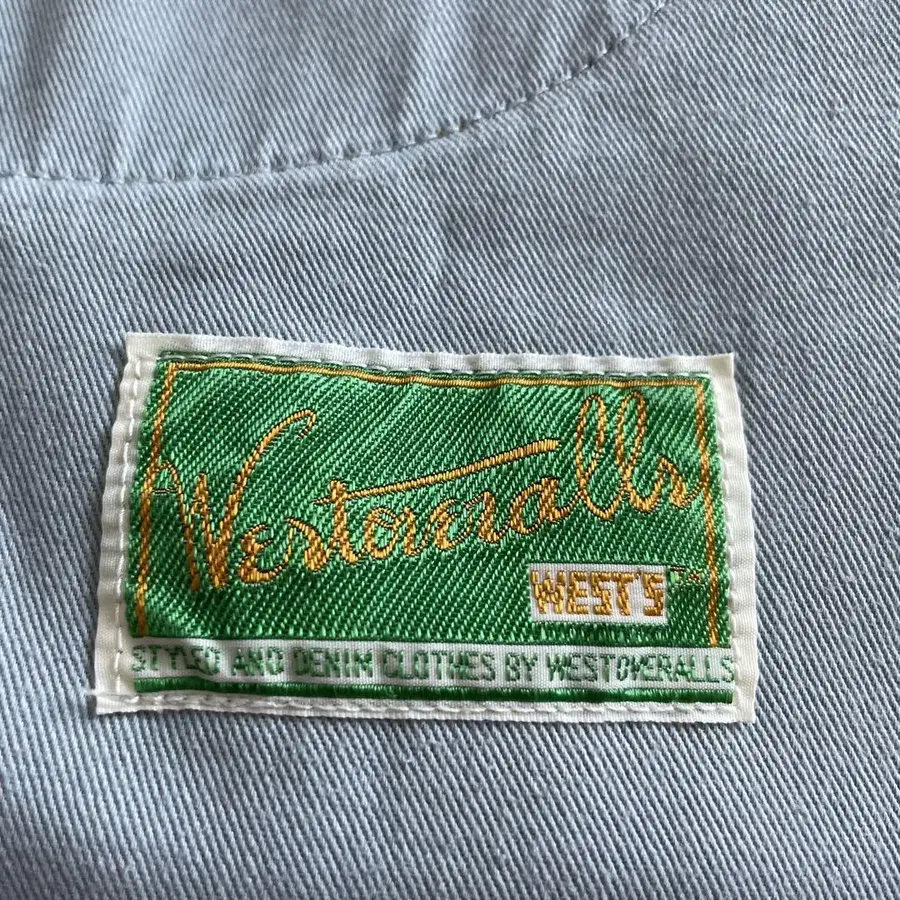 Westoveralls
WEST'S
STYLED AND DENIM CLOTHES BY WESTOVERALLS